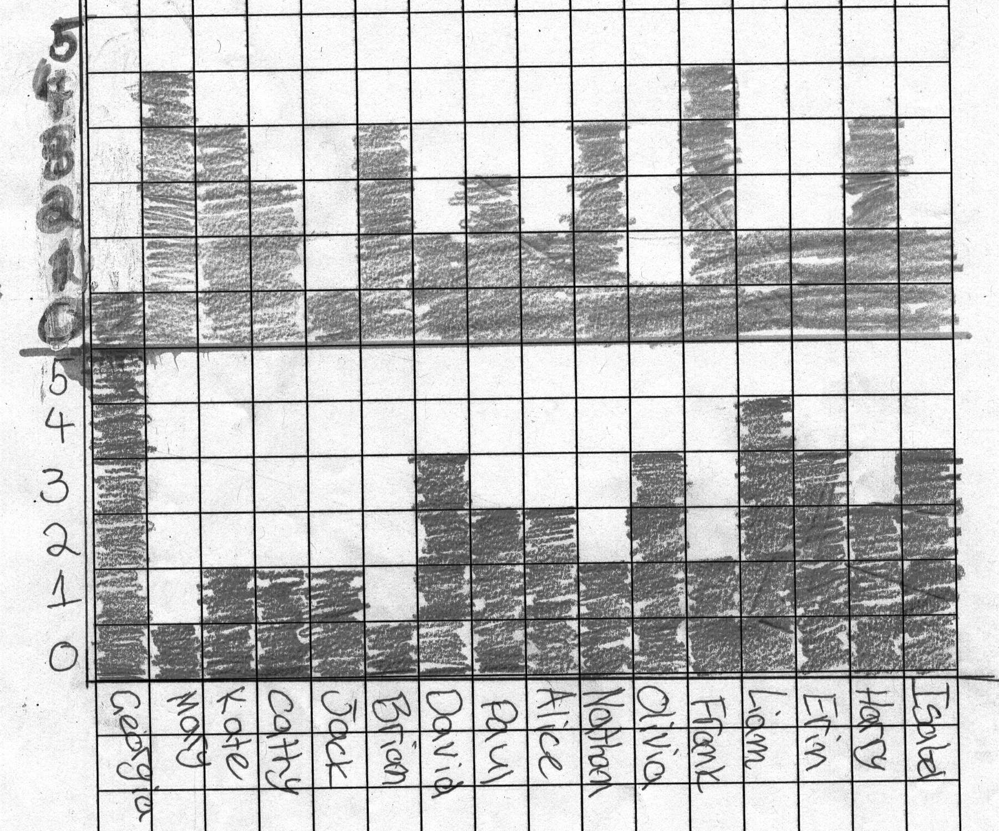 5
4
3
2
1
0
5
4
3
2
1
0
Georgia
Mary
Kate
Cathy
Jack
Brian
David
Paul
Alice
Nathan
Olivia
Frank
Liam
Erin
Harry
Isabel